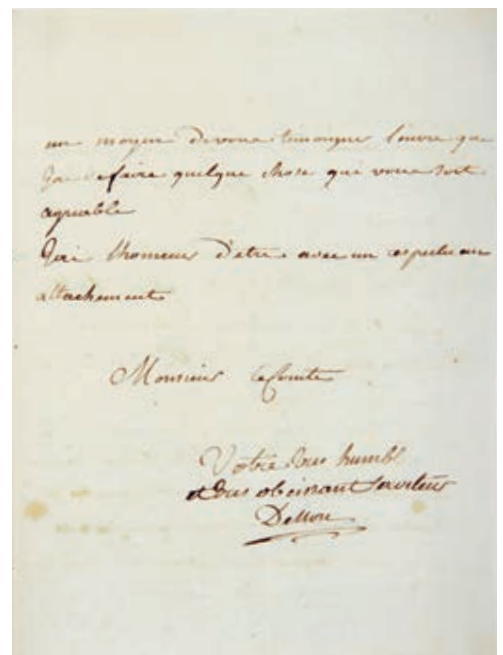 un moyen de vous temoigner l'envie que
J'ai de faire quelque chose qui vous soit
agreable
J'ai l'honneur d'etre avec un respectueux
attachement
Monsieur le Comte
Votre tres humble
et tres obeissant serviteur
Denon